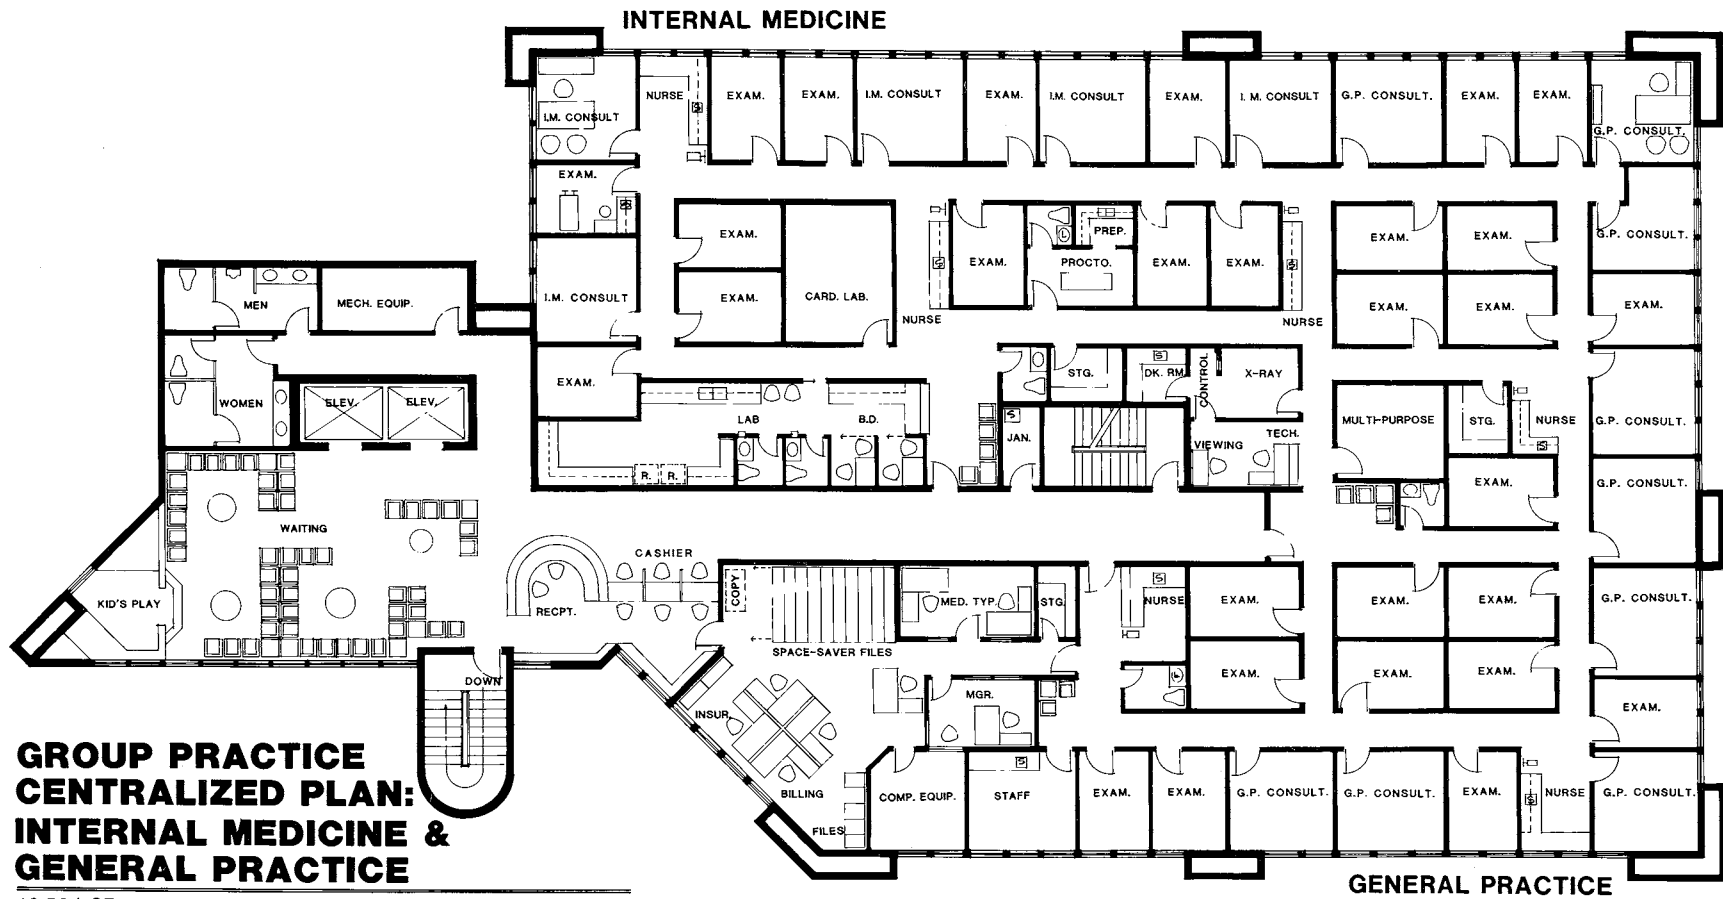 INTERNAL MEDICINE
I.M. CONSULT
NURSE
EXAM.
EXAM.
I.M. CONSULT
EXAM.
I.M. CONSULT
EXAM.
I. M. CONSULT
G.P. CONSULT.
EXAM.
EXAM.
G.P. CONSULT.
EXAM.
EXAM.
CARD. LAB.
EXAM.
EXAM.
PREP.
PROCTO.
EXAM.
EXAM.
EXAM.
EXAM.
G.P. CONSULT.
MEN
MECH. EQUIP.
I.M. CONSULT
NURSE
NURSE
EXAM.
EXAM.
EXAM.
WOMEN
ELEV.
ELEV.
EXAM.
LAB
B.D.
STG.
DK. RM.
CONTROL
X-RAY
JAN.
VIEWING
TECH.
MULTI-PURPOSE
STG.
NURSE
G.P. CONSULT.
R.
R.
EXAM.
G.P. CONSULT.
WAITING
KID'S PLAY
RECPT.
CASHIER
COPY
SPACE-SAVER FILES
MED. TYP.
STG.
NURSE
EXAM.
EXAM.
EXAM.
G.P. CONSULT.
DOWN
INSUR.
MGR.
EXAM.
EXAM.
EXAM.
EXAM.
BILLING
FILES
COMP. EQUIP.
STAFF
EXAM.
EXAM.
G.P. CONSULT.
G.P. CONSULT.
EXAM.
NURSE
G.P. CONSULT.
GENERAL PRACTICE
GROUP PRACTICE
CENTRALIZED PLAN:
INTERNAL MEDICINE &
GENERAL PRACTICE